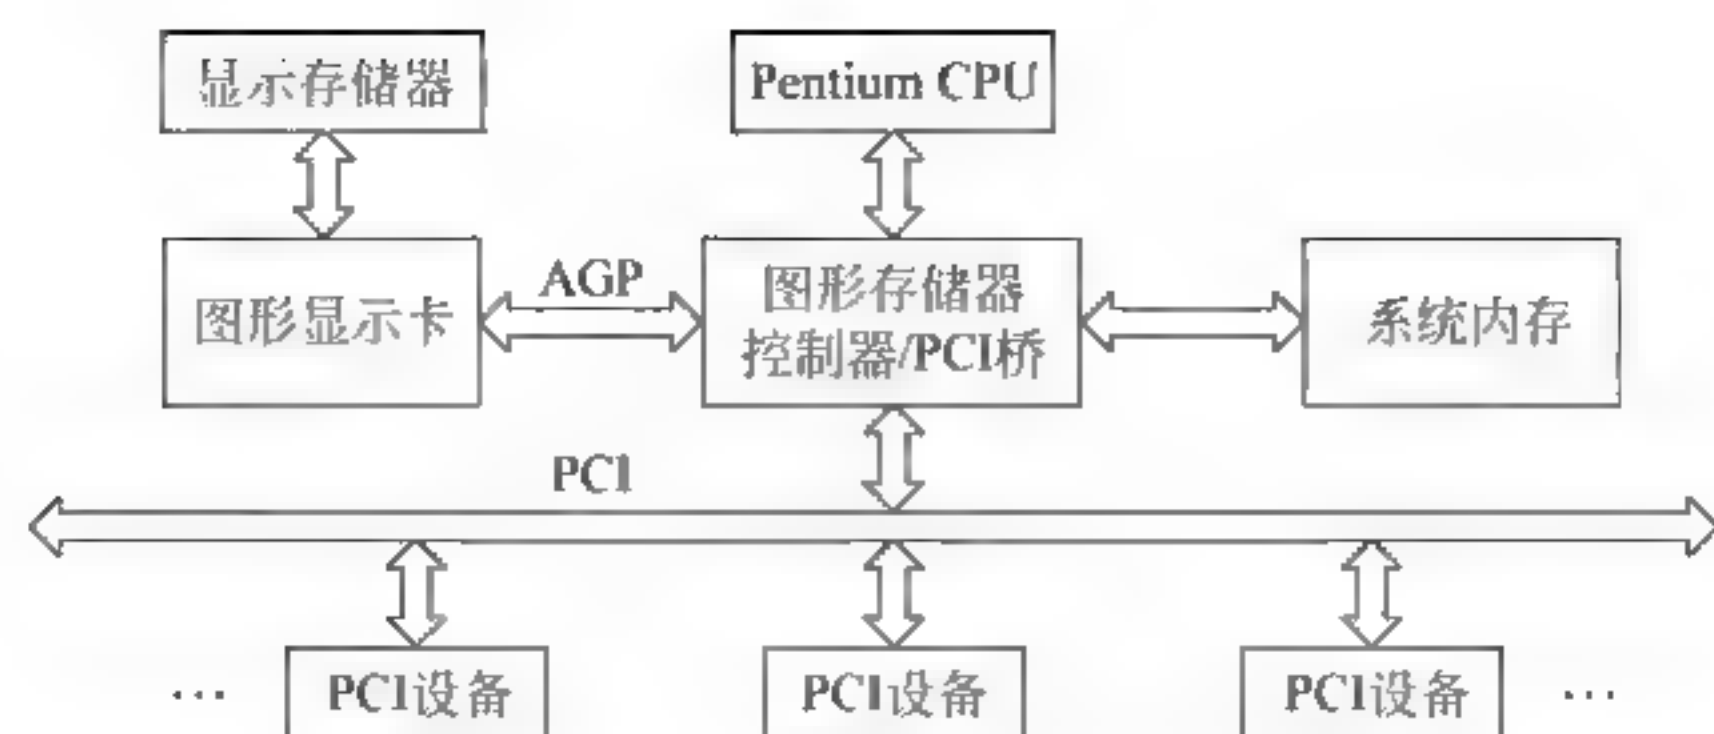 显示存储器
Pentium CPU
图形显示卡
AGP
图形存储器
控制器/PCI桥
系统内存
PCI
… PCI设备
PCI设备
PCI设备 …